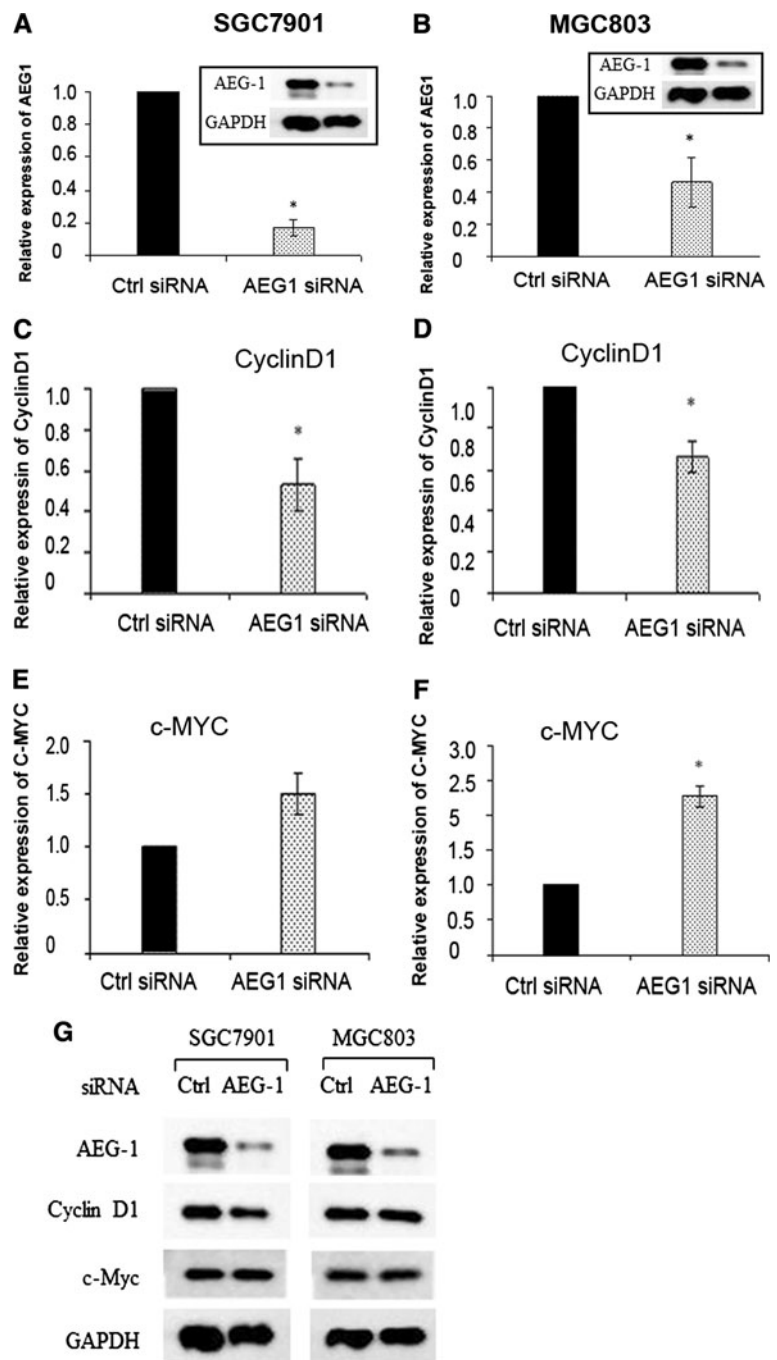 A SGC7901
Relative expression of AEG1
1.0
0.8
0.6
0.4
0.2
0
AEG-1
GAPDH
*
Ctrl siRNA AEG1 siRNA
B MGC803
Relative expression of AEG1
1.0
0.8
0.6
0.4
0.2
0
AEG-1
GAPDH
*
Ctrl siRNA AEG1 siRNA
C
CyclinD1
Relative expressin of CyclinD1
1.0
0.8
0.6
0.4
0.2
0
*
Ctrl siRNA AEG1 siRNA
D
CyclinD1
Relative expressin of CyclinD1
1.0
0.8
0.6
0.4
0.2
0
*
Ctrl siRNA AEG1 siRNA
E
c-MYC
Relative expression of C-MYC
2.0
1.5
1.0
0.5
0
Ctrl siRNA AEG1 siRNA
F
c-MYC
Relative expression of C-MYC
3.0
2.5
5
1.5
1.0
0.5
0
*
Ctrl siRNA AEG1 siRNA
G
SGC7901 MGC803
siRNA Ctrl AEG-1 Ctrl AEG-1
AEG-1
Cyclin D1
c-Myc
GAPDH